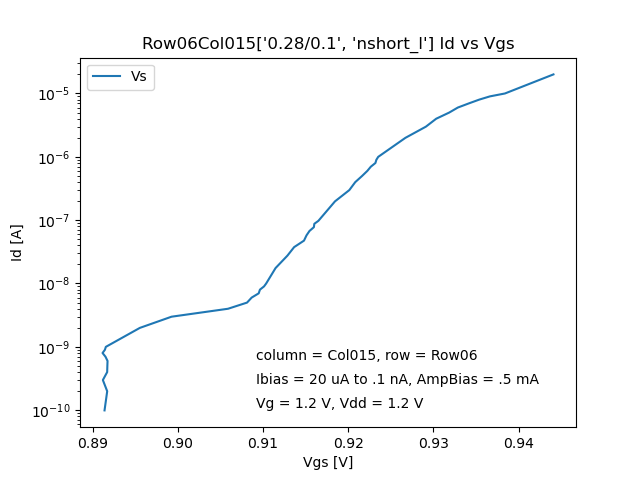 Row06Col015['0.28/0.1', 'nshort_l'] Id vs Vgs
Vs
10⁻⁵
10⁻⁶
10⁻⁷
10⁻⁸
10⁻⁹
10⁻¹⁰
Id [A]
column = Col015, row = Row06
Ibias = 20 uA to .1 nA, AmpBias = .5 mA
Vg = 1.2 V, Vdd = 1.2 V
0.89 0.90 0.91 0.92 0.93 0.94
Vgs [V]